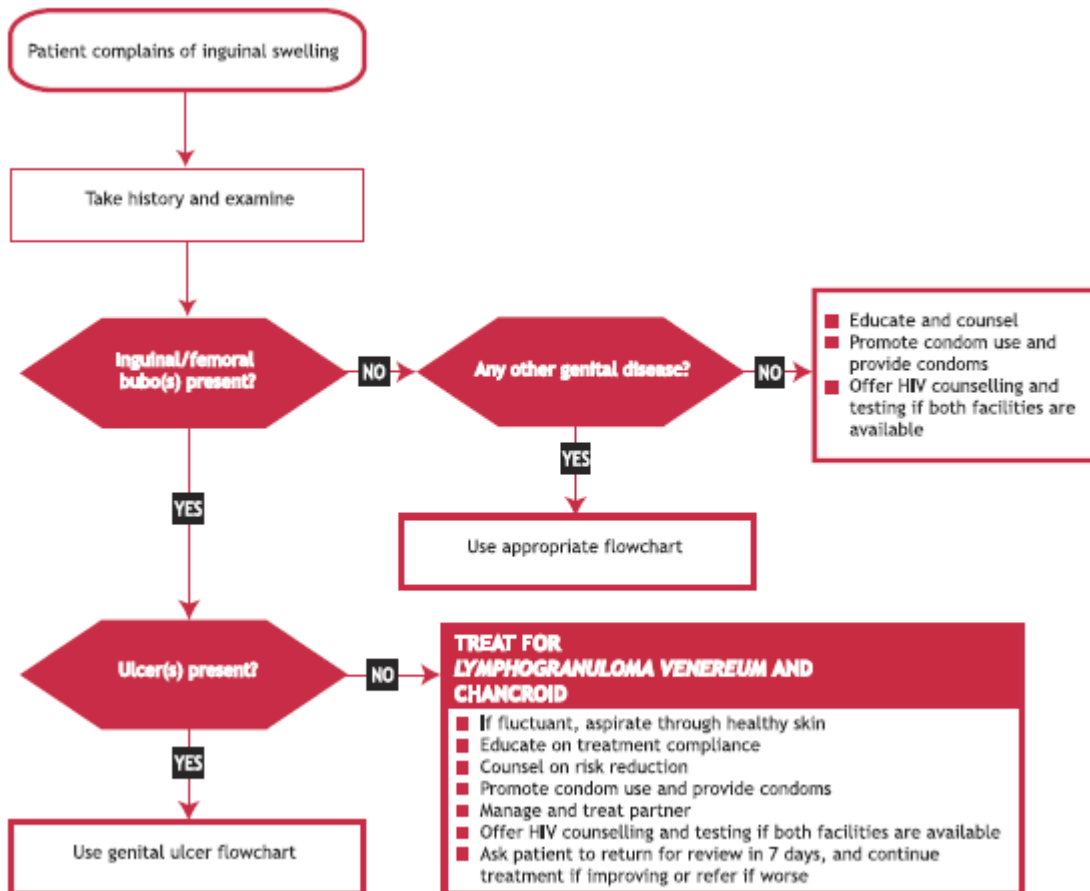 Patient complains of inguinal swelling
Take history and examine
Inguinal/femoral
bubo(s) present?
NO
Any other genital disease?
NO
■ Educate and counsel
■ Promote condom use and
provide condoms
■ Offer HIV counselling and
testing if both facilities are
available
YES
Use appropriate flowchart
YES
Ulcer(s) present?
NO
TREAT FOR
LYMPHOGRANULOMA VENEREUM AND
CHANCROID
■ If fluctuant, aspirate through healthy skin
■ Educate on treatment compliance
■ Counsel on risk reduction
■ Promote condom use and provide condoms
■ Manage and treat partner
■ Offer HIV counselling and testing if both facilities are available
■ Ask patient to return for review in 7 days, and continue
treatment if improving or refer if worse
YES
Use genital ulcer flowchart